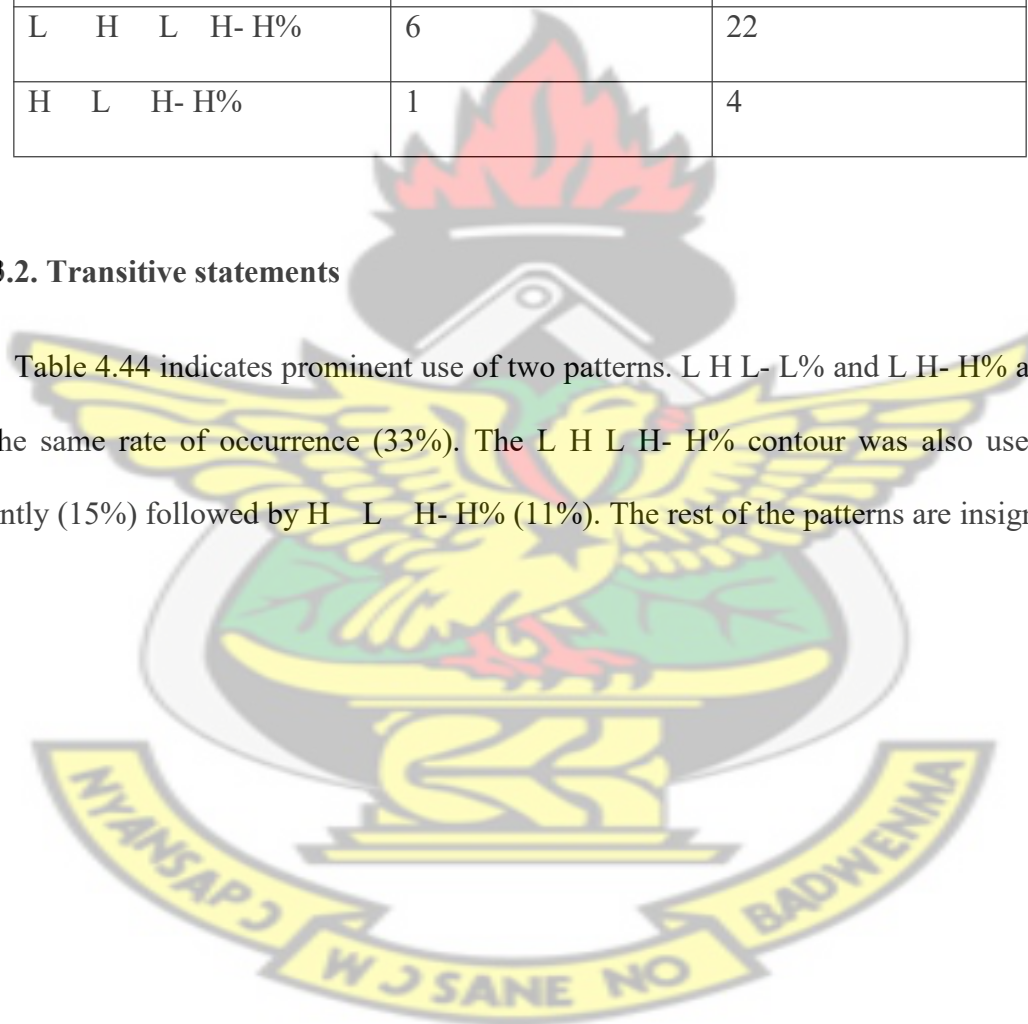 L H L H- H% 6 22
H L H- H% 1 4
3.2. Transitive statements
Table 4.44 indicates prominent use of two patterns. L H L- L% and L H- H% a
he same rate of occurrence (33%). The L H L H- H% contour was also use
ntly (15%) followed by H L H- H% (11%). The rest of the patterns are insign
NYANSAPƆ
WƆSANE NO
BADWENMA